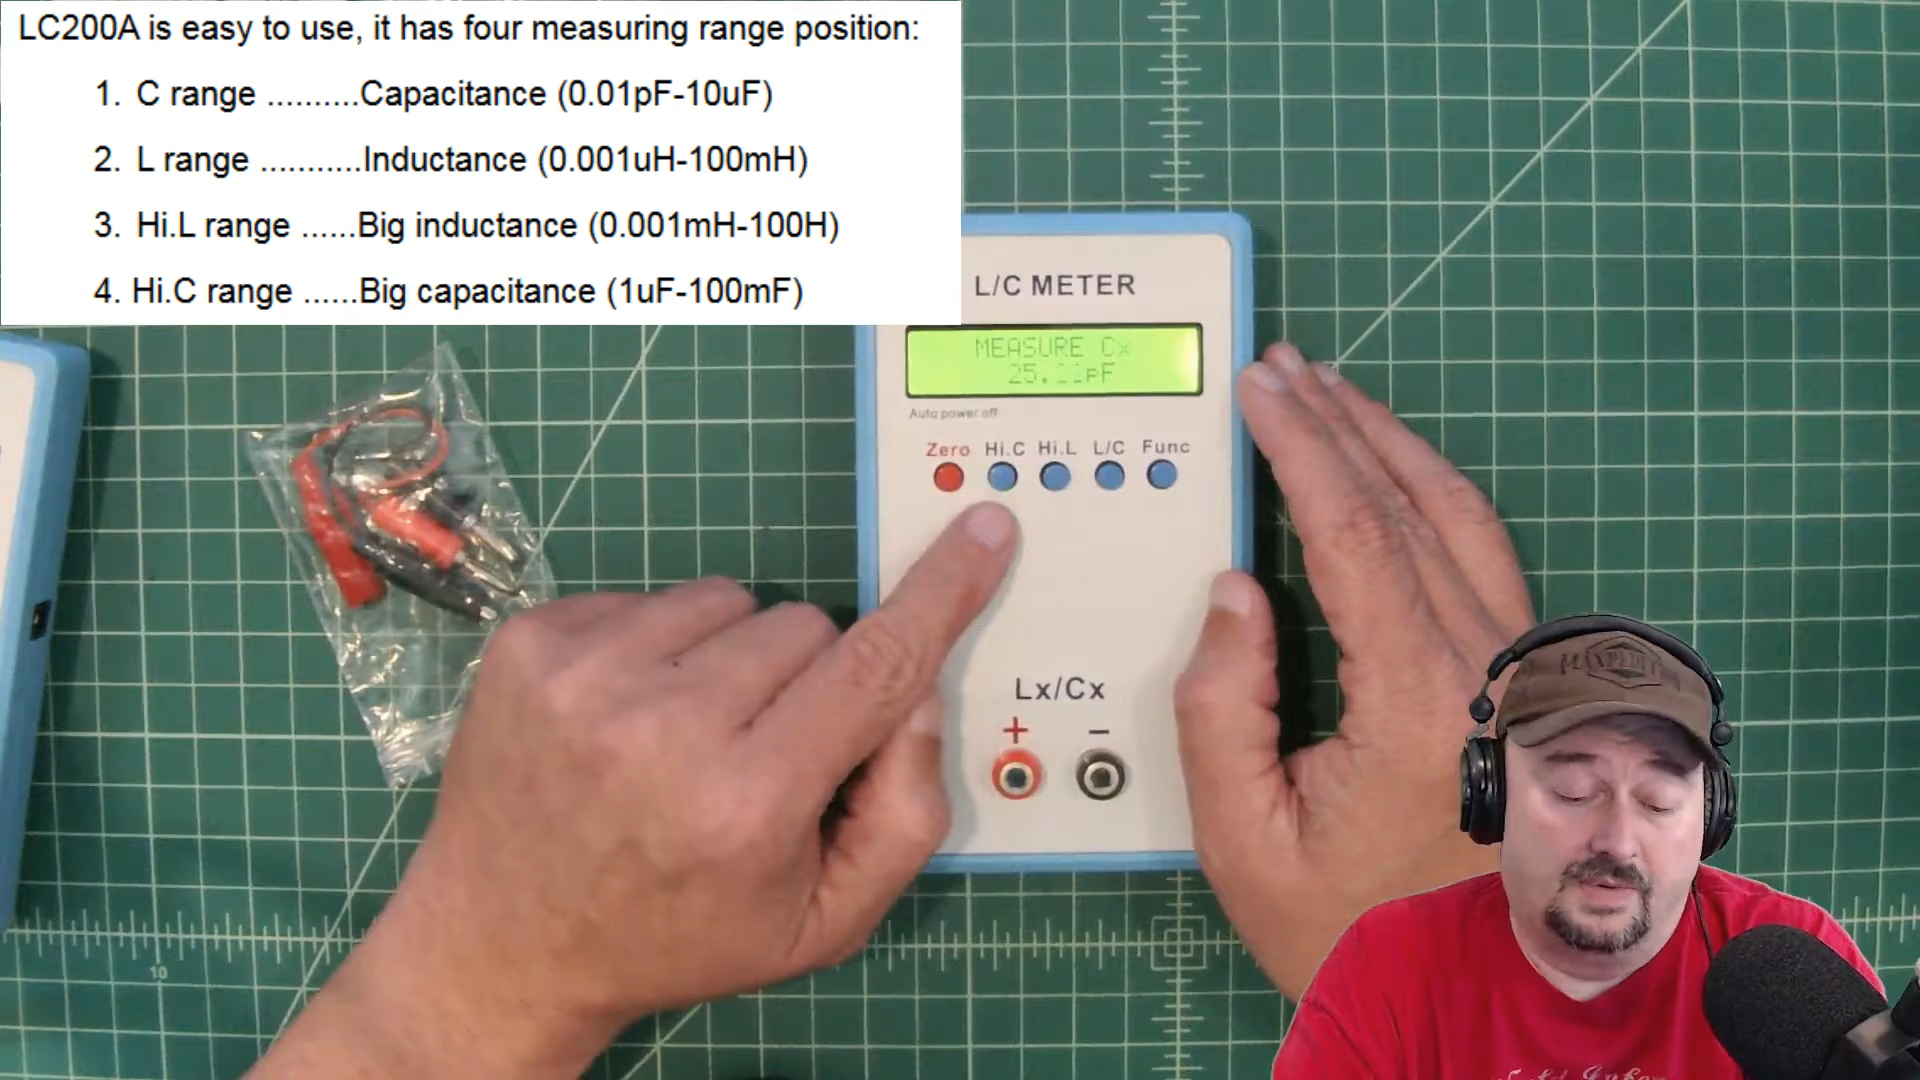 LC200A is easy to use, it has four measuring range position:
1. C range ..........Capacitance (0.01pF-10uF)
2. L range ...........Inductance (0.001uH-100mH)
3. Hi.L range ......Big inductance (0.001mH-100H)
4. Hi.C range ......Big capacitance (1uF-100mF)
L/C METER
MEASURE Cx
Auto power off
Zero Hi.C Hi.L L/C Func
Lx/Cx
+ −
10